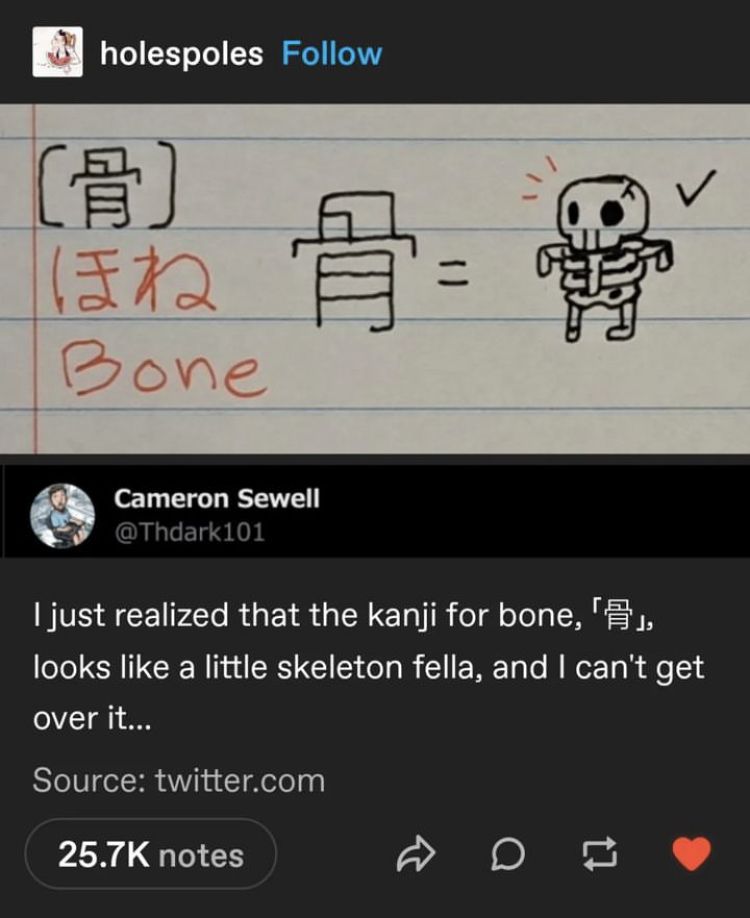 holespoles Follow
[骨]
ほね
Bone
骨 =
Cameron Sewell
@Thdark101
I just realized that the kanji for bone, 「骨」,
looks like a little skeleton fella, and I can't get
over it...
Source: twitter.com
25.7K notes